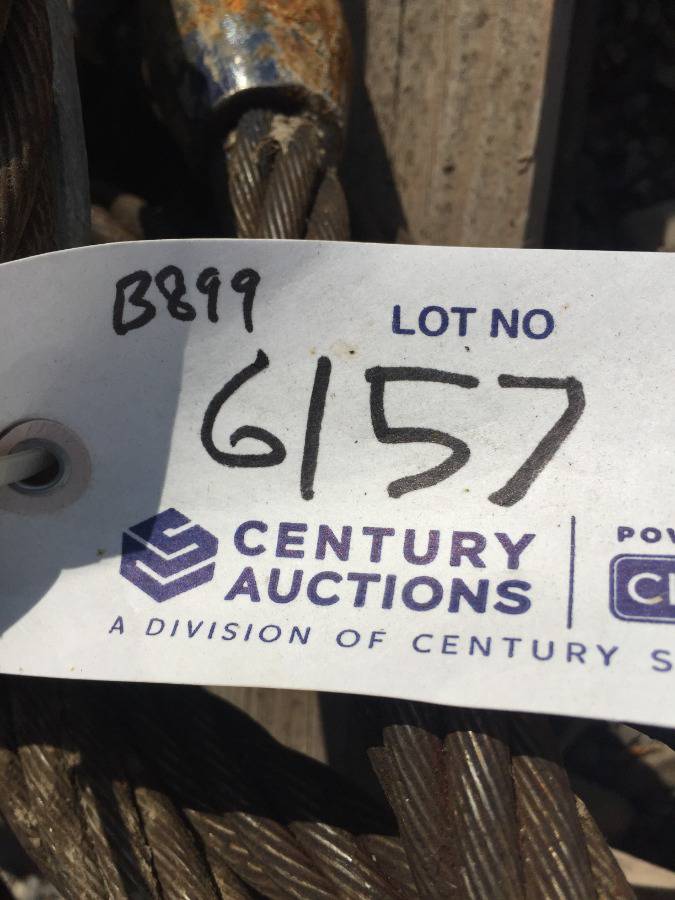 B899
LOT NO
6157
CENTURY
AUCTIONS
A DIVISION OF CENTURY